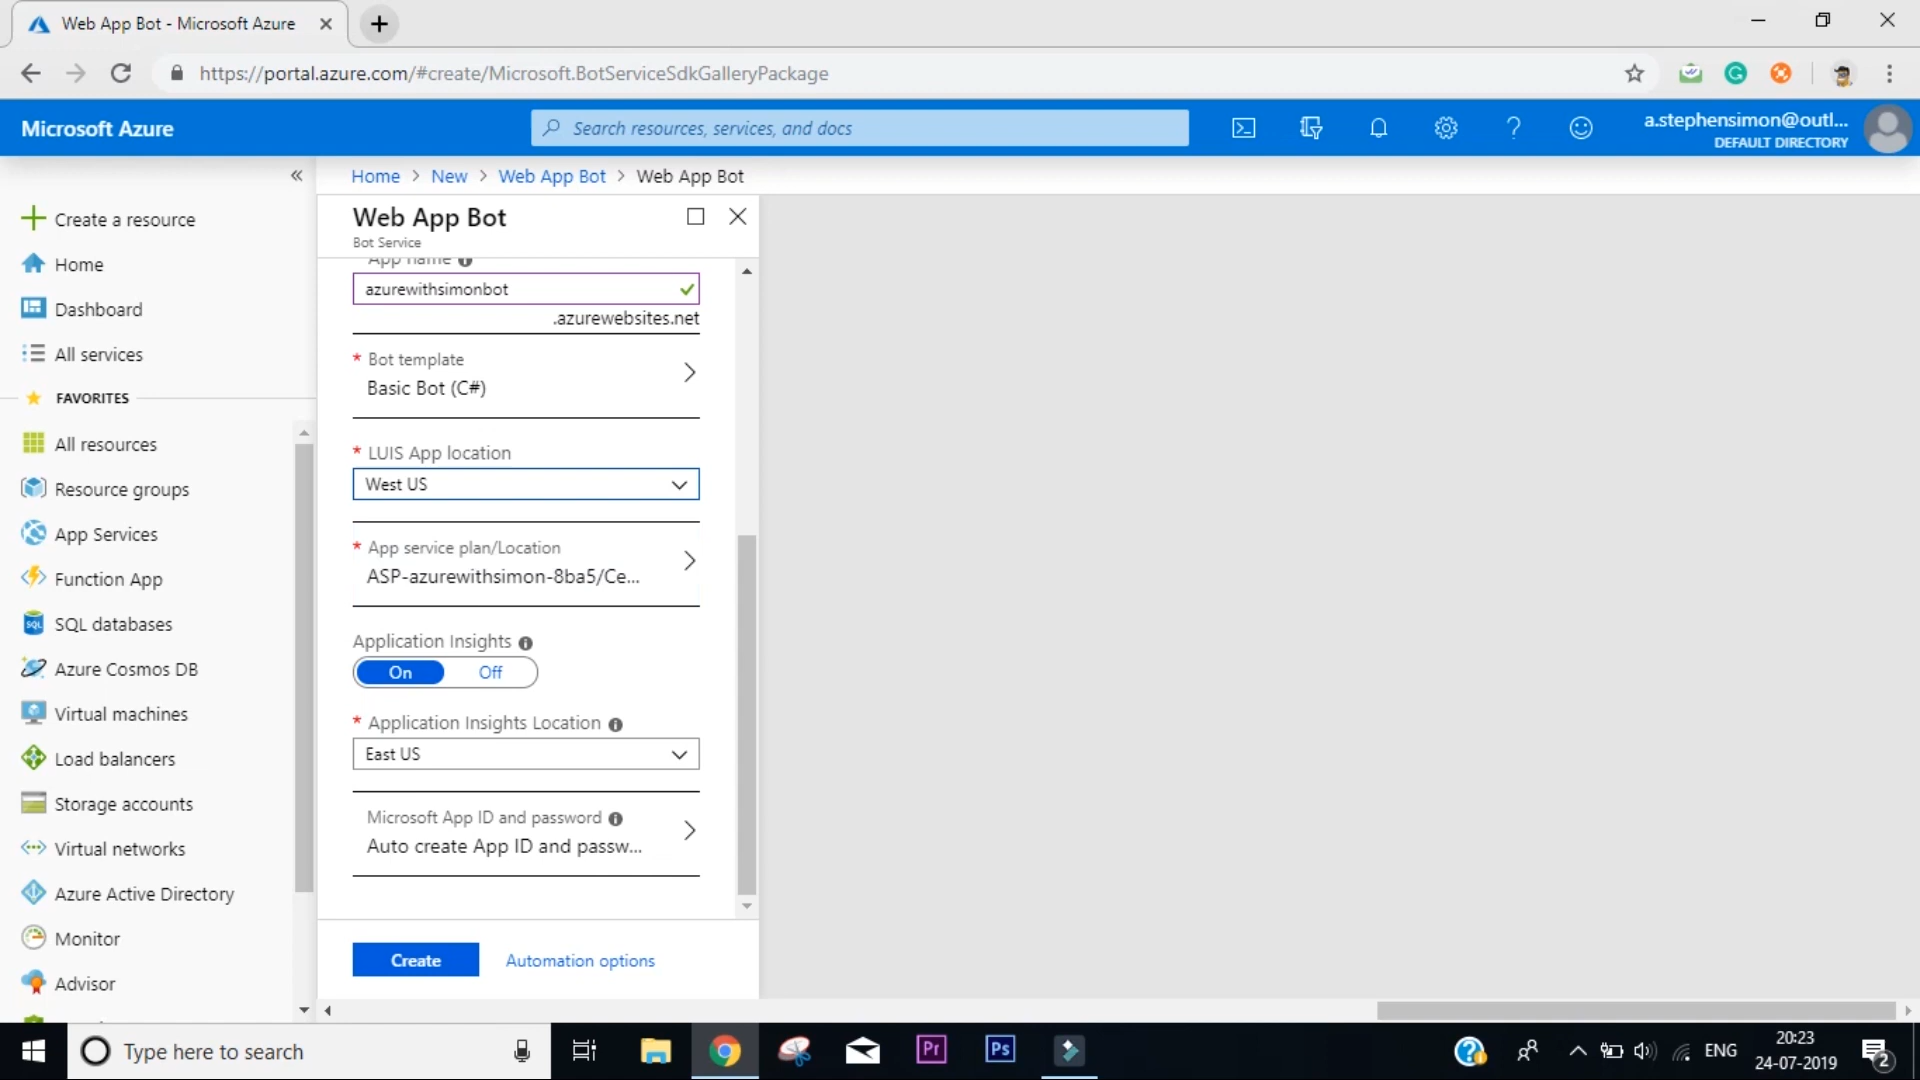 Web App Bot - Microsoft Azure
https://portal.azure.com/#create/Microsoft.BotServiceSdkGalleryPackage
Microsoft Azure
Search resources, services, and docs
a.stephensimon@outl...
DEFAULT DIRECTORY
Home > New > Web App Bot > Web App Bot
Create a resource
Home
Dashboard
All services
FAVORITES
All resources
Resource groups
App Services
Function App
SQL databases
Azure Cosmos DB
Virtual machines
Load balancers
Storage accounts
Virtual networks
Azure Active Directory
Monitor
Advisor
Web App Bot
Bot Service
App name
azurewithsimonbot
.azurewebsites.net
* Bot template
Basic Bot (C#)
* LUIS App location
West US
* App service plan/Location
ASP-azurewithsimon-8ba5/Ce...
Application Insights
On Off
* Application Insights Location
East US
Microsoft App ID and password
Auto create App ID and passw...
Create Automation options
Type here to search
Pr
Ps
ENG
20:23
24-07-2019
2